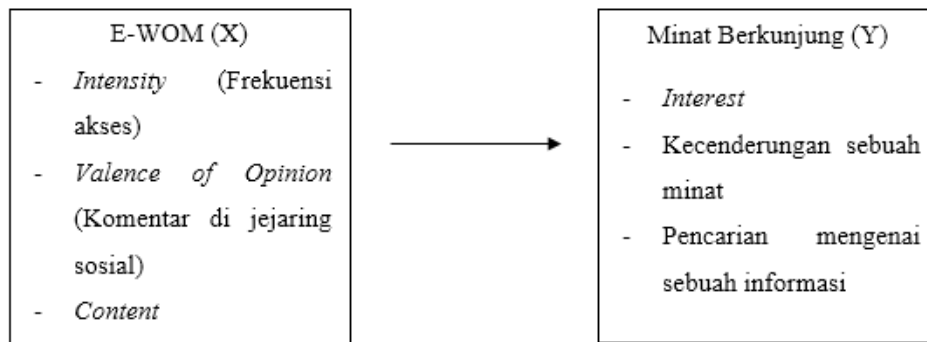 E-WOM (X)
- Intensity (Frekuensi
akses)
- Valence of Opinion
(Komentar di jejaring
sosial)
- Content
Minat Berkunjung (Y)
- Interest
- Kecenderungan sebuah
minat
- Pencarian mengenai
sebuah informasi